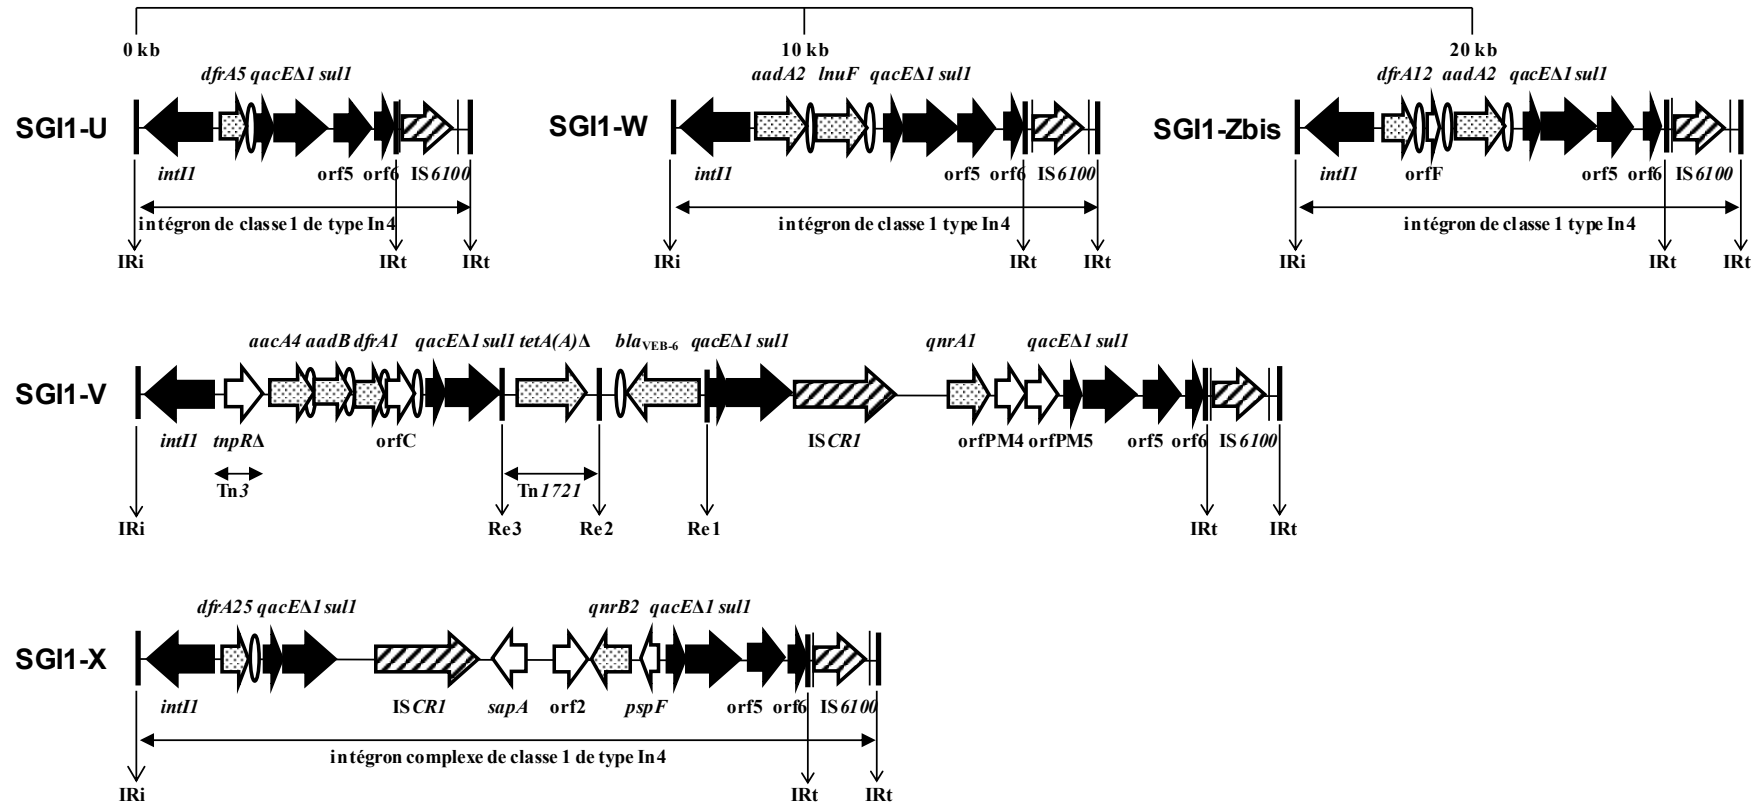 0 kb 10 kb 20 kb
dfrA5 qacEΔ1 sul1 aadA2 lnuF qacEΔ1 sul1 dfrA12 aadA2 qacEΔ1 sul1
SGI1-U SGI1-W SGI1-Zbis
intI1 orf5 orf6 IS6100 intI1 orf5 orf6 IS6100 intI1 orfF orf5 orf6 IS6100
intégron de classe 1 de type In4 intégron de classe 1 type In4 intégron de classe 1 type In4
IRi IRt IRt IRi IRt IRt IRi IRt IRt
aacA4 aadB dfrA1 qacEΔ1 sul1 tetA(A)Δ blaVEB-6 qacEΔ1 sul1 qnrA1 qacEΔ1 sul1
SGI1-V
intI1 tnpRΔ orfC ISCR1 orfPM4 orfPM5 orf5 orf6 IS6100
Tn3 Tn1721
IRi Re3 Re2 Re1 IRt IRt
dfrA25 qacEΔ1 sul1 qnrB2 qacEΔ1 sul1
SGI1-X
intI1 ISCR1 sapA orf2 pspF orf5 orf6 IS6100
intégron complexe de classe 1 de type In4
IRi IRt IRt